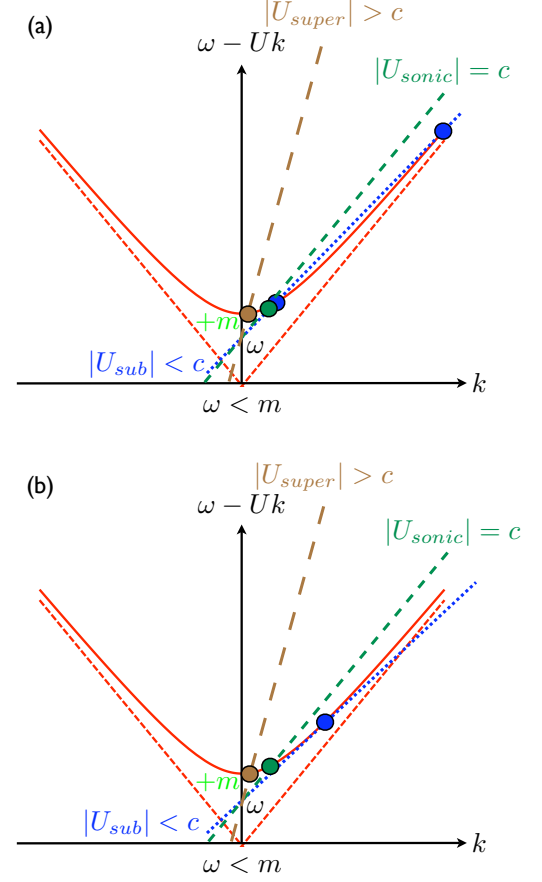 (a)
|U_{super}| > c
ω − Uk
|U_{sonic}| = c
+m
ω
|U_{sub}| < c
k
ω < m
(b)
|U_{super}| > c
ω − Uk
|U_{sonic}| = c
+m
ω
|U_{sub}| < c
k
ω < m